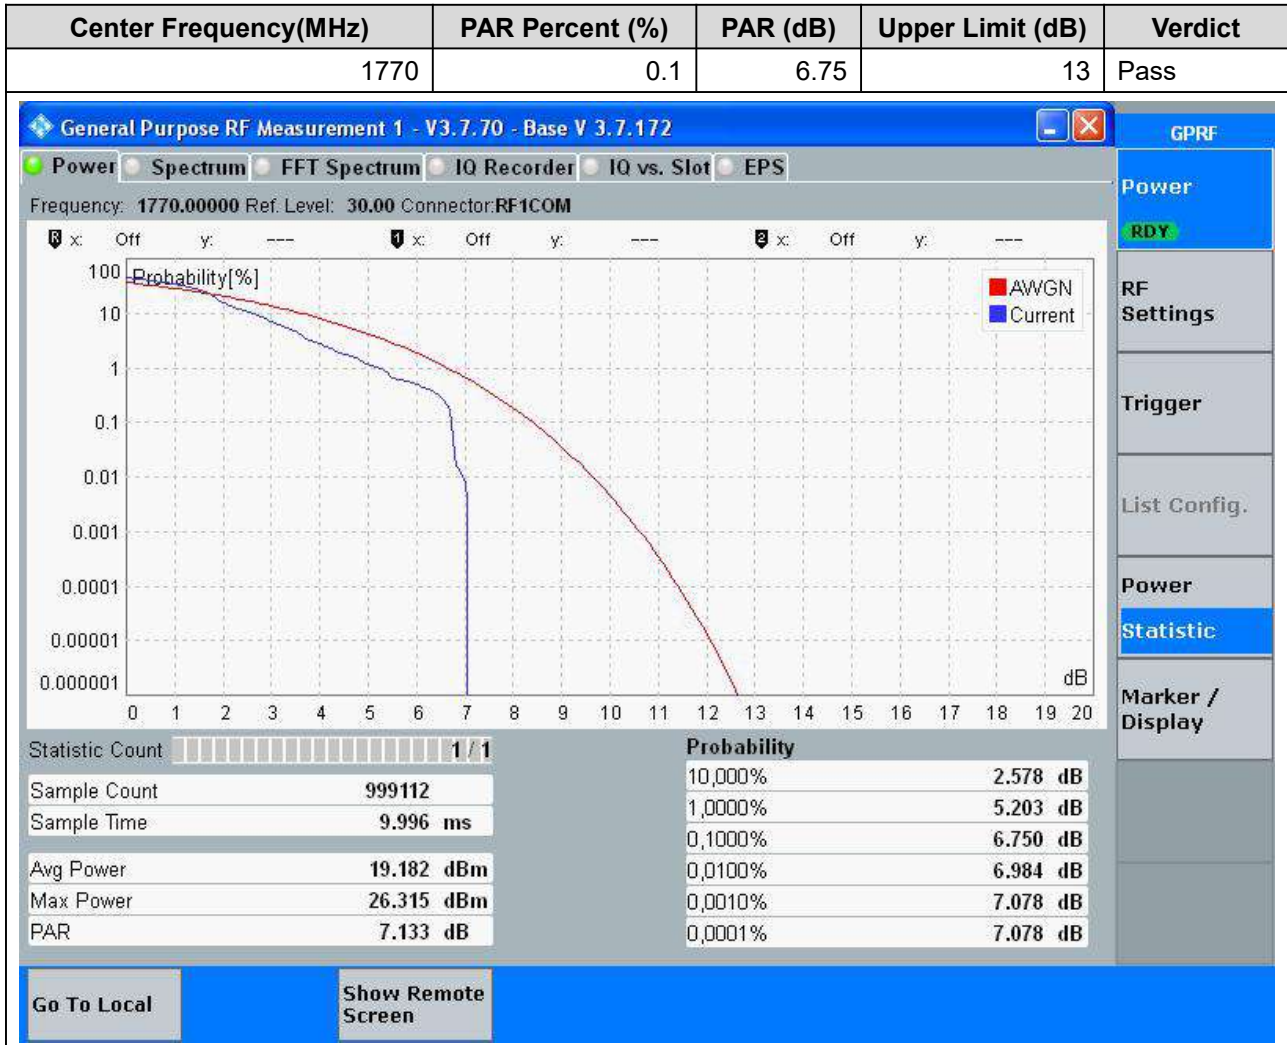 Center Frequency(MHz) PAR Percent (%) PAR (dB) Upper Limit (dB) Verdict
1770 0.1 6.75 13 Pass
General Purpose RF Measurement 1 - V3.7.70 - Base V 3.7.172
GPRF
Power Spectrum FFT Spectrum IQ Recorder IQ vs. Slot EPS
Power
RDY
Frequency: 1770.00000 Ref. Level: 30.00 Connector:RF1COM
R x: Off y: --- 1 x: Off y: --- 2 x: Off y: ---
Probability[%]
AWGN
Current
100
10
1
0.1
0.01
0.001
0.0001
0.00001
0.000001
dB
0 1 2 3 4 5 6 7 8 9 10 11 12 13 14 15 16 17 18 19 20
RF
Settings
Trigger
List Config.
Power
Statistic
Marker /
Display
Statistic Count 1 / 1
Sample Count 999112
Sample Time 9.996 ms
Avg Power 19.182 dBm
Max Power 26.315 dBm
PAR 7.133 dB
Probability
10,000% 2.578 dB
1,0000% 5.203 dB
0,1000% 6.750 dB
0,0100% 6.984 dB
0,0010% 7.078 dB
0,0001% 7.078 dB
Go To Local
Show Remote
Screen